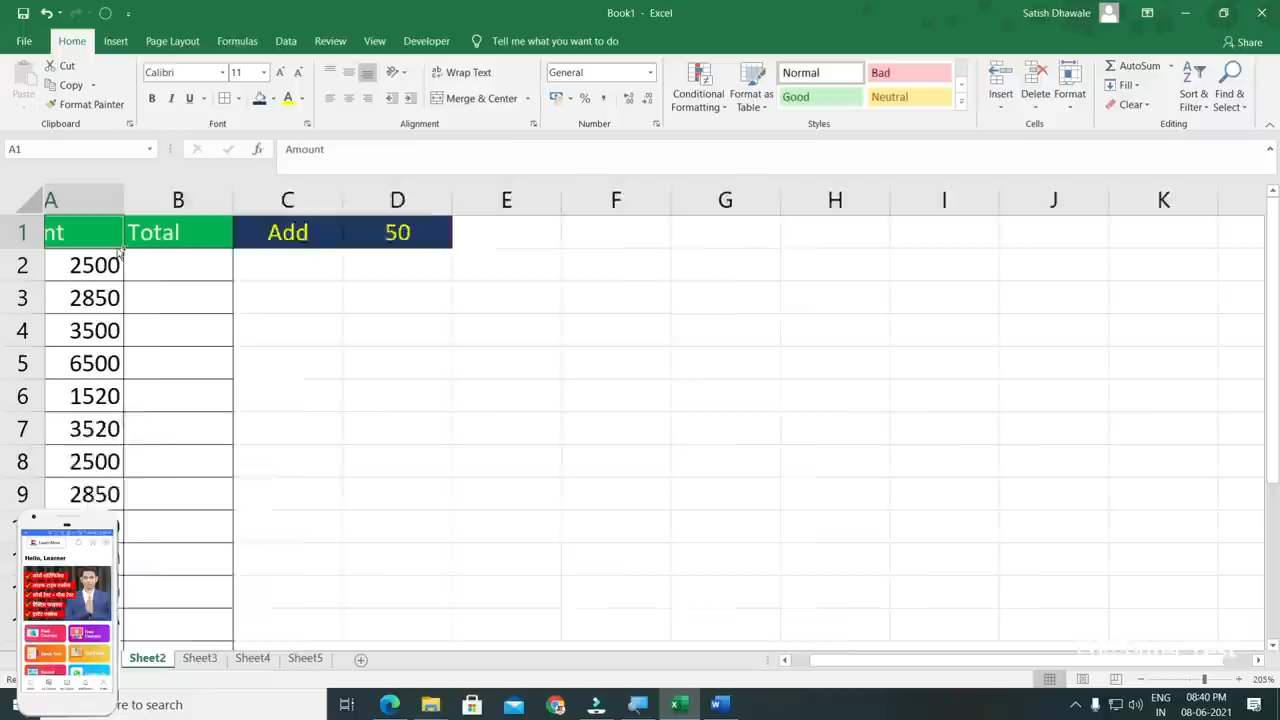 Book1 - Excel
Satish Dhawale
Home
Insert
Page Layout
Formulas
Data
Review
View
Developer
Tell me what you want to do
Share
Cut
Copy
Format Painter
Calibri
11
Wrap Text
Merge & Center
General
Conditional Formatting
Format as Table
Normal
Bad
Good
Neutral
Insert
Delete
Format
AutoSum
Fill
Clear
Sort & Filter
Find & Select
Clipboard
Font
Alignment
Number
Styles
Cells
Editing
A1
fx
Amount
A B C D E F G H I J K
1 nt Total Add 50
2 2500
3 2850
4 3500
5 6500
6 1520
7 3520
8 2500
9 2850
Hello, Learner
Sheet2 Sheet3 Sheet4 Sheet5
205%
re to search
ENG
IN
08:40 PM
08-06-2021